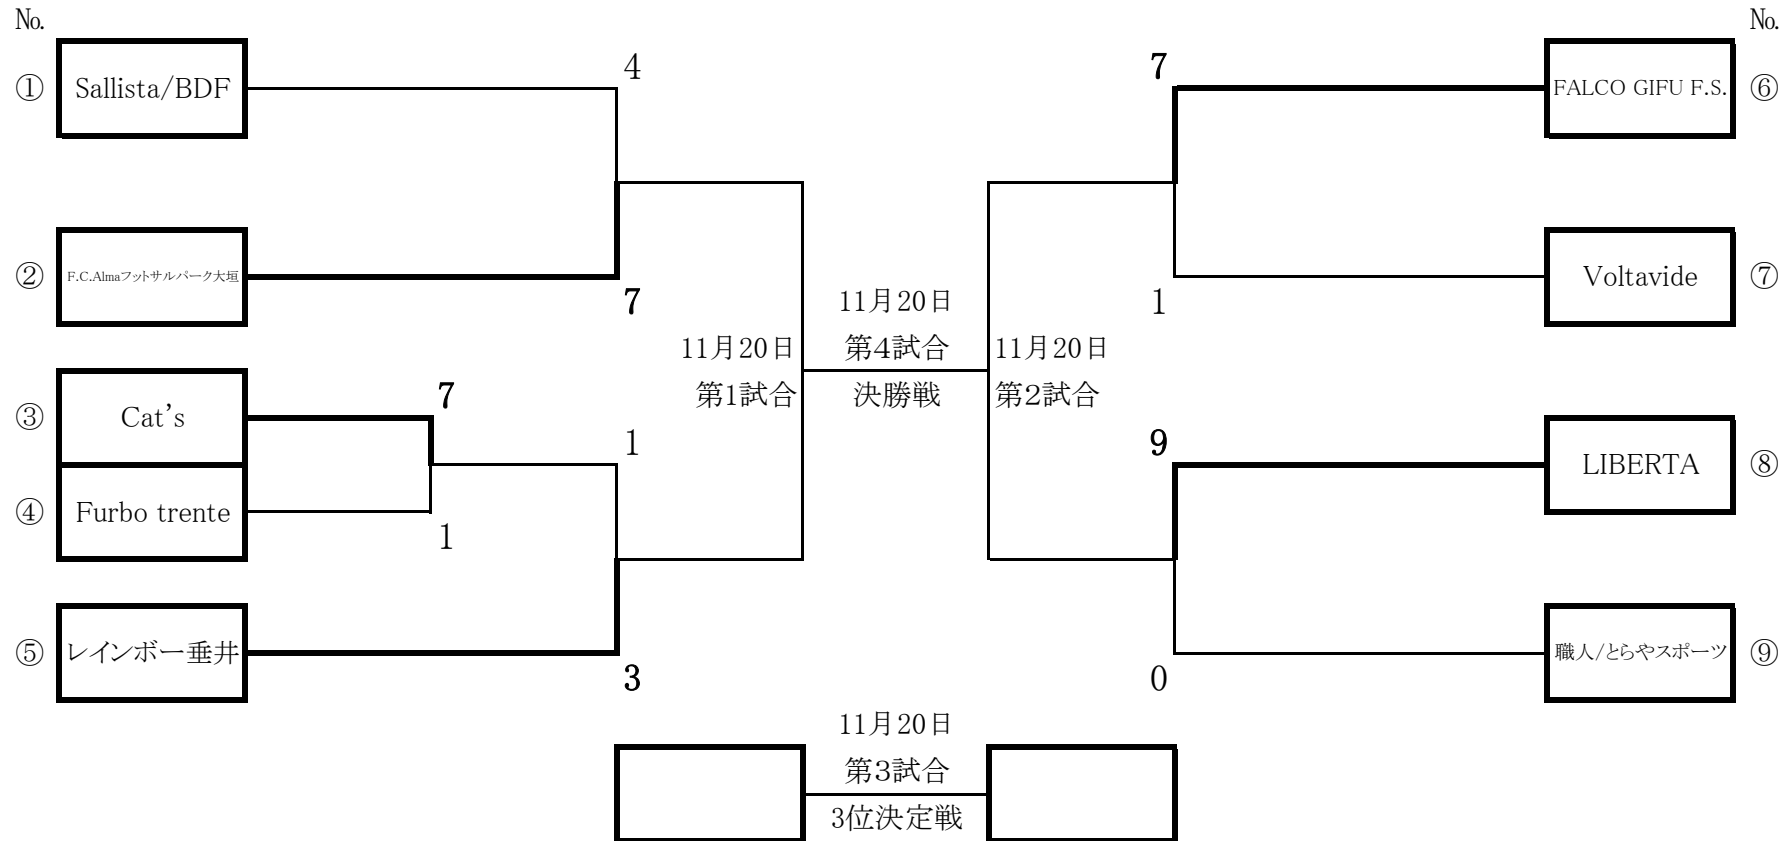 No.
No.
① Sallista/BDF
4
7
FALCO GIFU F.S. ⑥
② F.C.Almaフットサルパーク大垣
7
1
Voltavide ⑦
11月20日
第4試合
決勝戦
11月20日
第1試合
11月20日
第2試合
③ Cat's
7
④ Furbo trente
1
1
9
LIBERTA ⑧
⑤ レインボー垂井
3
0
職人/とらやスポーツ ⑨
11月20日
第3試合
3位決定戦